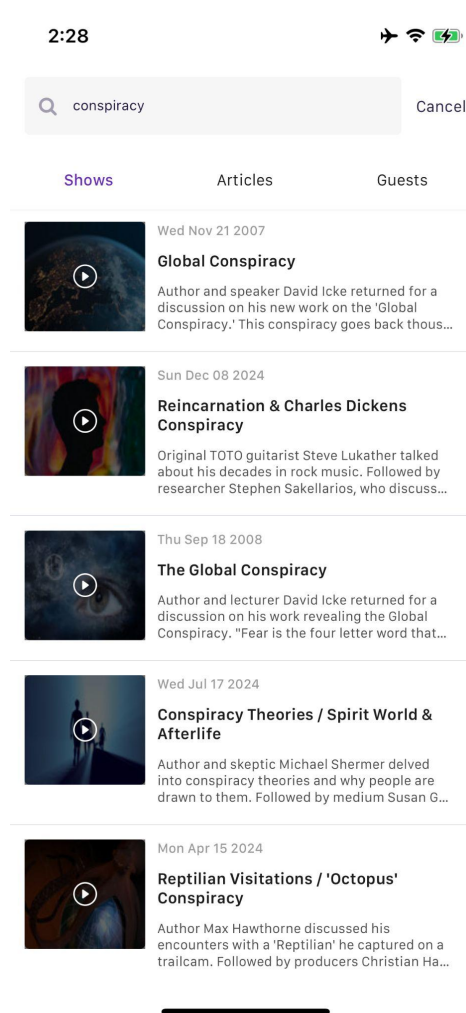 2:28
conspiracy
Cancel
Shows
Articles
Guests
Wed Nov 21 2007
Global Conspiracy
Author and speaker David Icke returned for a
discussion on his new work on the 'Global
Conspiracy.' This conspiracy goes back thous...
Sun Dec 08 2024
Reincarnation & Charles Dickens
Conspiracy
Original TOTO guitarist Steve Lukather talked
about his decades in rock music. Followed by
researcher Stephen Sakellarios, who discuss...
Thu Sep 18 2008
The Global Conspiracy
Author and lecturer David Icke returned for a
discussion on his work revealing the Global
Conspiracy. "Fear is the four letter word that...
Wed Jul 17 2024
Conspiracy Theories / Spirit World &
Afterlife
Author and skeptic Michael Shermer delved
into conspiracy theories and why people are
drawn to them. Followed by medium Susan G...
Mon Apr 15 2024
Reptilian Visitations / 'Octopus'
Conspiracy
Author Max Hawthorne discussed his
encounters with a 'Reptilian' he captured on a
trailcam. Followed by producers Christian Ha...